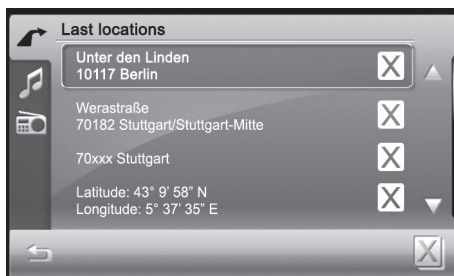 Last locations
Unter den Linden
10117 Berlin
Werastraße
70182 Stuttgart/Stuttgart-Mitte
70xxx Stuttgart
Latitude: 43° 9' 58" N
Longitude: 5° 37' 35" E